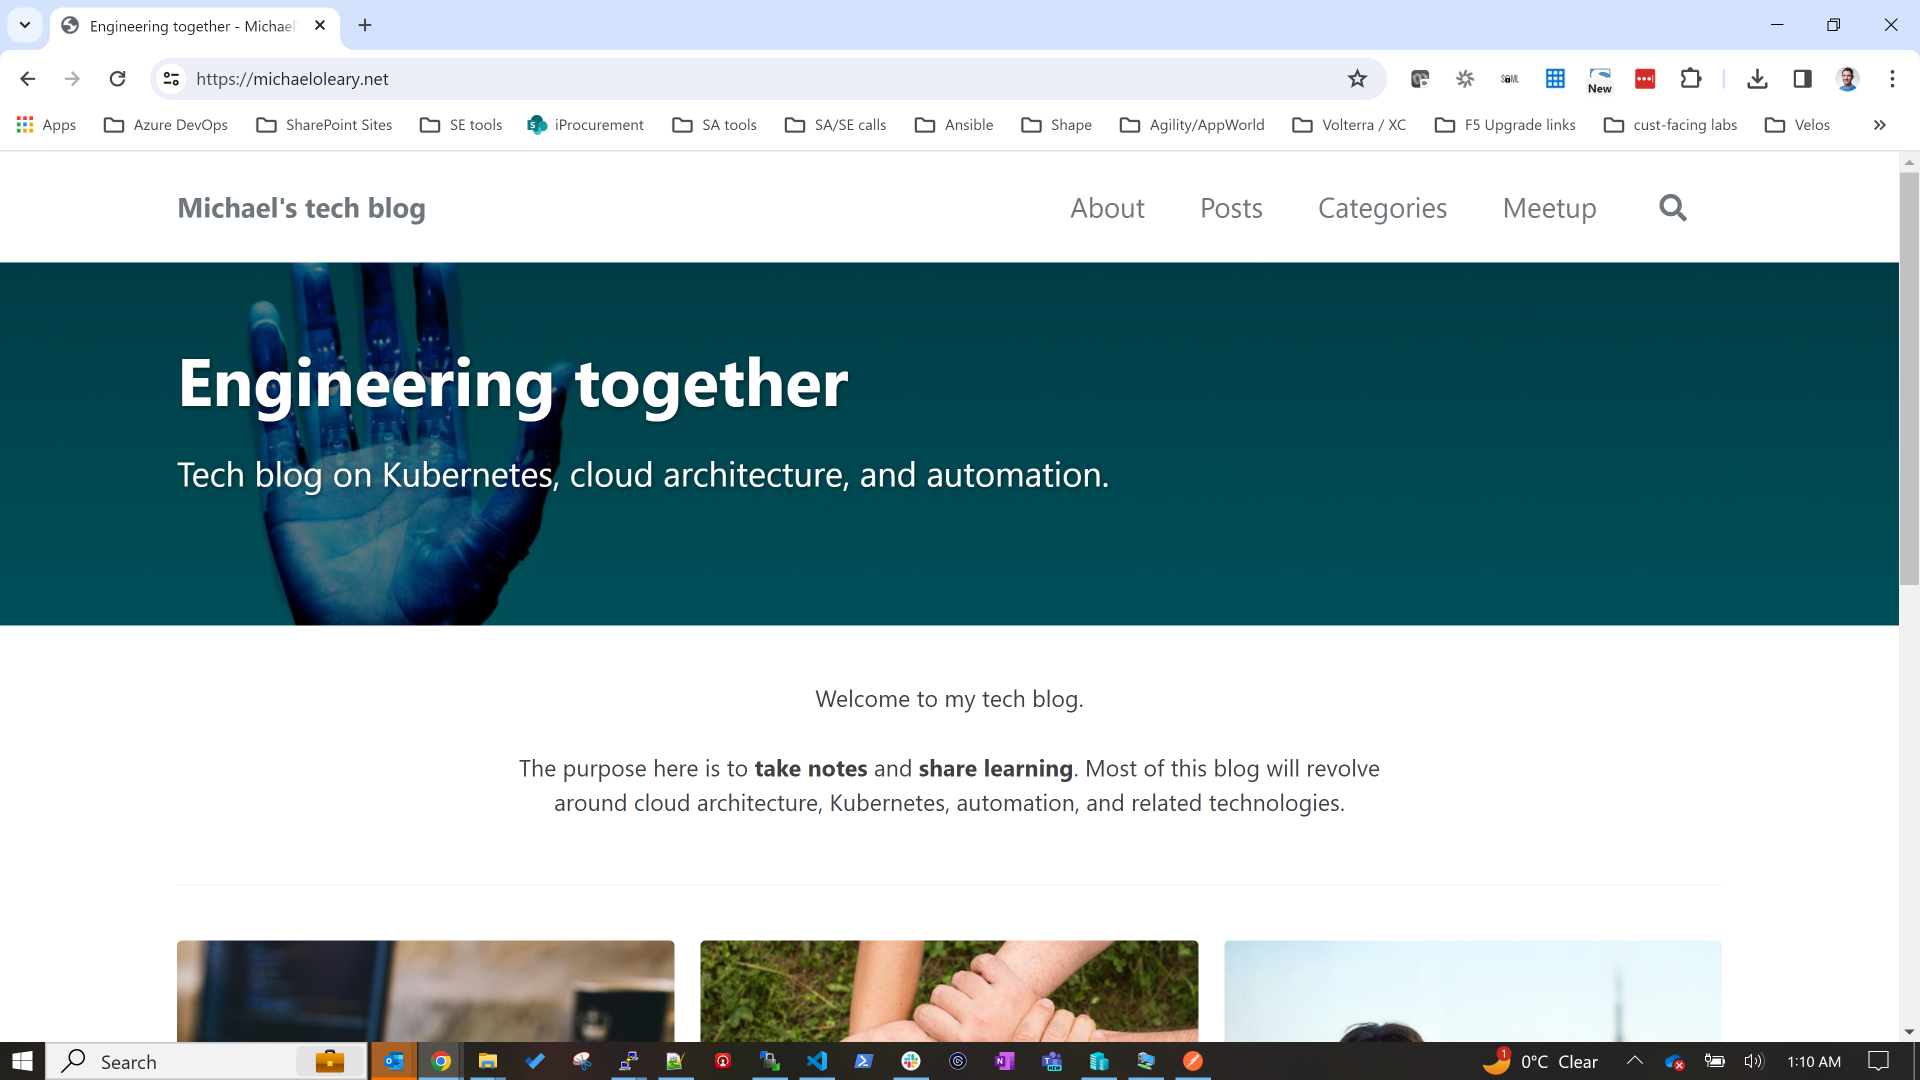 Engineering together - Michael
https://michaeloleary.net
SAML
New
Apps
Azure DevOps
SharePoint Sites
SE tools
iProcurement
SA tools
SA/SE calls
Ansible
Shape
Agility/AppWorld
Volterra / XC
F5 Upgrade links
cust-facing labs
Velos
Michael's tech blog
About
Posts
Categories
Meetup
Engineering together
Tech blog on Kubernetes, cloud architecture, and automation.
Welcome to my tech blog.
The purpose here is to take notes and share learning. Most of this blog will revolve
around cloud architecture, Kubernetes, automation, and related technologies.
Search
1
0°C Clear
1:10 AM